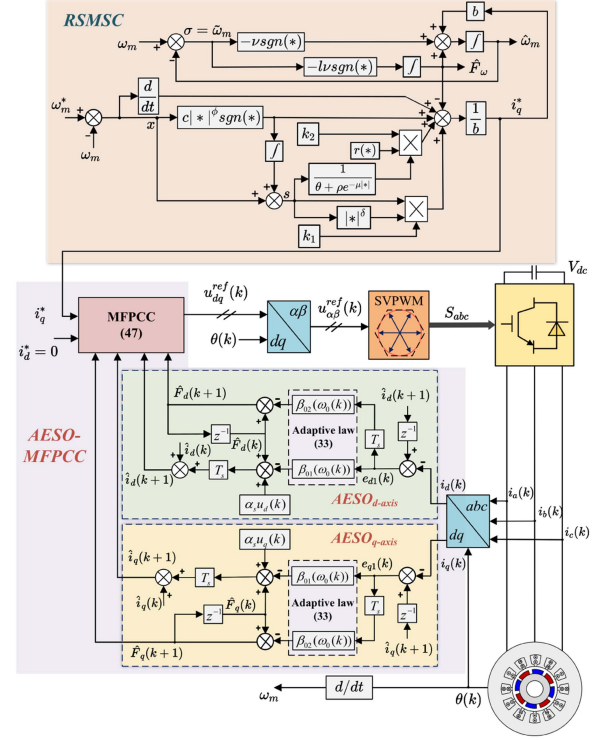 RSMSC
σ = ω̃_m
ω_m
−νsgn(∗)
b
∫
ω̂_m
−lνsgn(∗)
∫
F̂_ω
ω_m^*
d/dt
x
c|∗|^ϕ sgn(∗)
1/b
i_q^*
ω_m
k_2
r(∗)
∫
1/(θ + ρe^{−μ|∗|})
s
|∗|^δ
k_1
V_dc
i_q^*
i_d^* = 0
MFPCC
(47)
u_dq^ref(k)
θ(k)
αβ
dq
u_αβ^ref(k)
SVPWM
S_abc
AESO-
MFPCC
F̂_d(k+1)
β_02(ω_0(k))
î_d(k)
z^{-1}
F̂_d(k)
Adaptive law
(33)
T_s
z^{-1}
î_d(k)
î_d(k+1)
T_s
β_01(ω_0(k))
e_d1(k)
i_d(k)
α_s u_d(k)
AESO_d-axis
i_a(k)
i_b(k)
i_c(k)
abc
dq
α_s u_q(k)
AESO_q-axis
i_q(k)
î_q(k+1)
T_s
β_01(ω_0(k))
e_q1(k)
î_q(k)
z^{-1}
F̂_q(k)
Adaptive law
(33)
T_s
z^{-1}
β_02(ω_0(k))
î_q(k+1)
F̂_q(k+1)
ω_m
d/dt
θ(k)